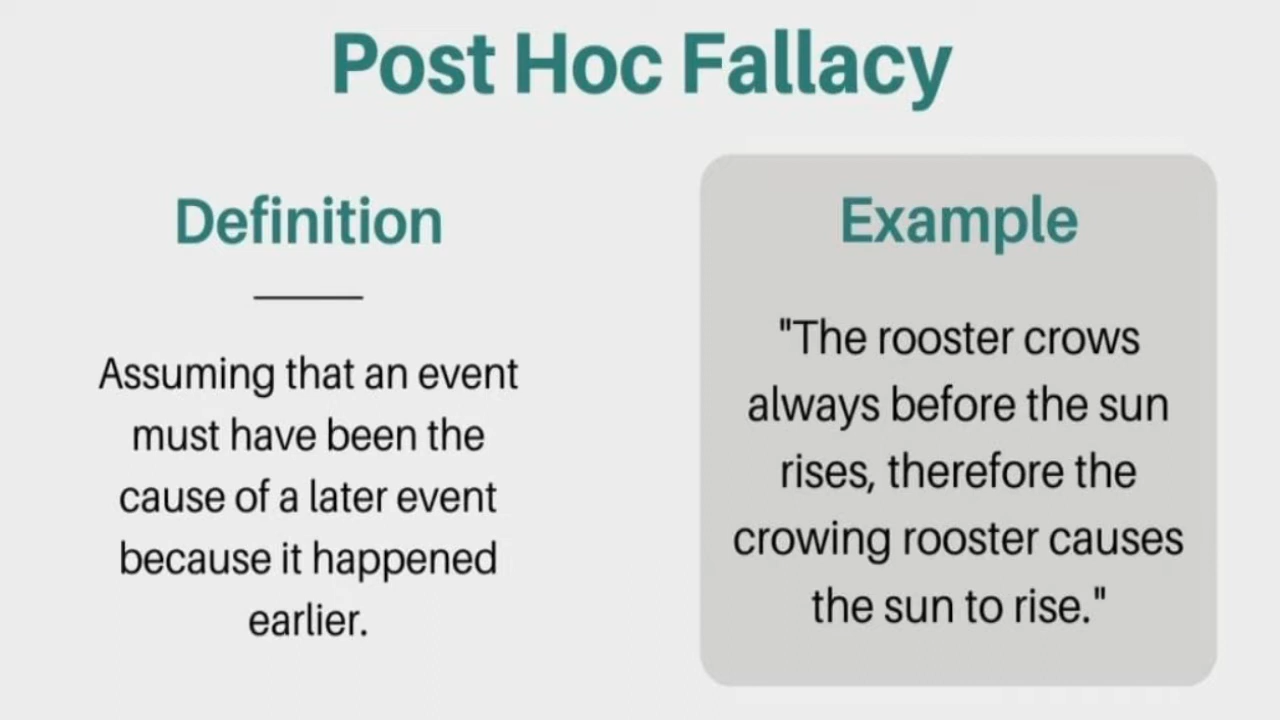 Post Hoc Fallacy
Definition
Assuming that an event
must have been the
cause of a later event
because it happened
earlier.
Example
"The rooster crows
always before the sun
rises, therefore the
crowing rooster causes
the sun to rise."